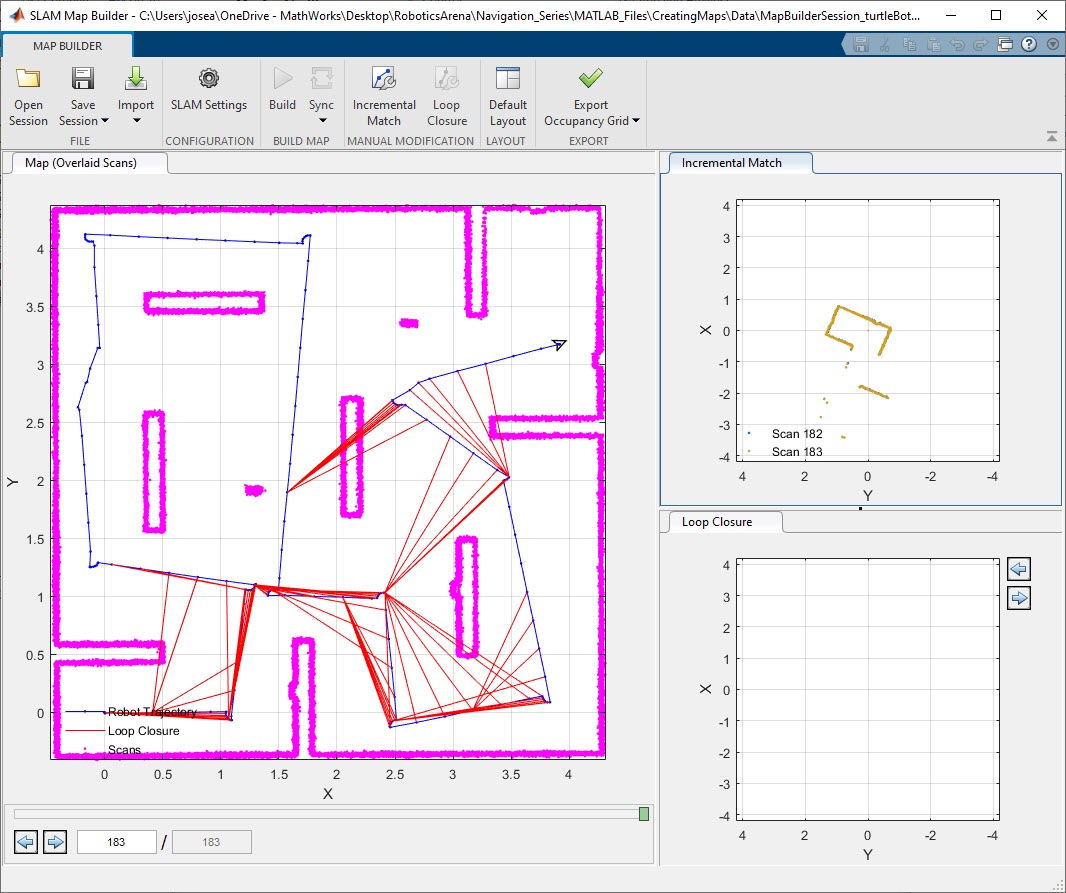 SLAM Map Builder - C:\Users\josea\OneDrive - MathWorks\Desktop\RoboticsArena\Navigation_Series\MATLAB_Files\CreatingMaps\Data\MapBuilderSession_turtleBot...
MAP BUILDER
Open Session
Save Session
Import
SLAM Settings
Build
Sync
Incremental Match
Loop Closure
Default Layout
Export Occupancy Grid
FILE
CONFIGURATION
BUILD MAP
MANUAL MODIFICATION
LAYOUT
EXPORT
Map (Overlaid Scans)
4
3.5
3
2.5
2
1.5
1
0.5
0
Y
Robot Trajectory
Loop Closure
Scans
0 0.5 1 1.5 2 2.5 3 3.5 4
X
183 / 183
Incremental Match
4
3
2
1
0
-1
-2
-3
-4
X
Scan 182
Scan 183
4 2 0 -2 -4
Y
Loop Closure
4
3
2
1
0
-1
-2
-3
-4
X
4 2 0 -2 -4
Y